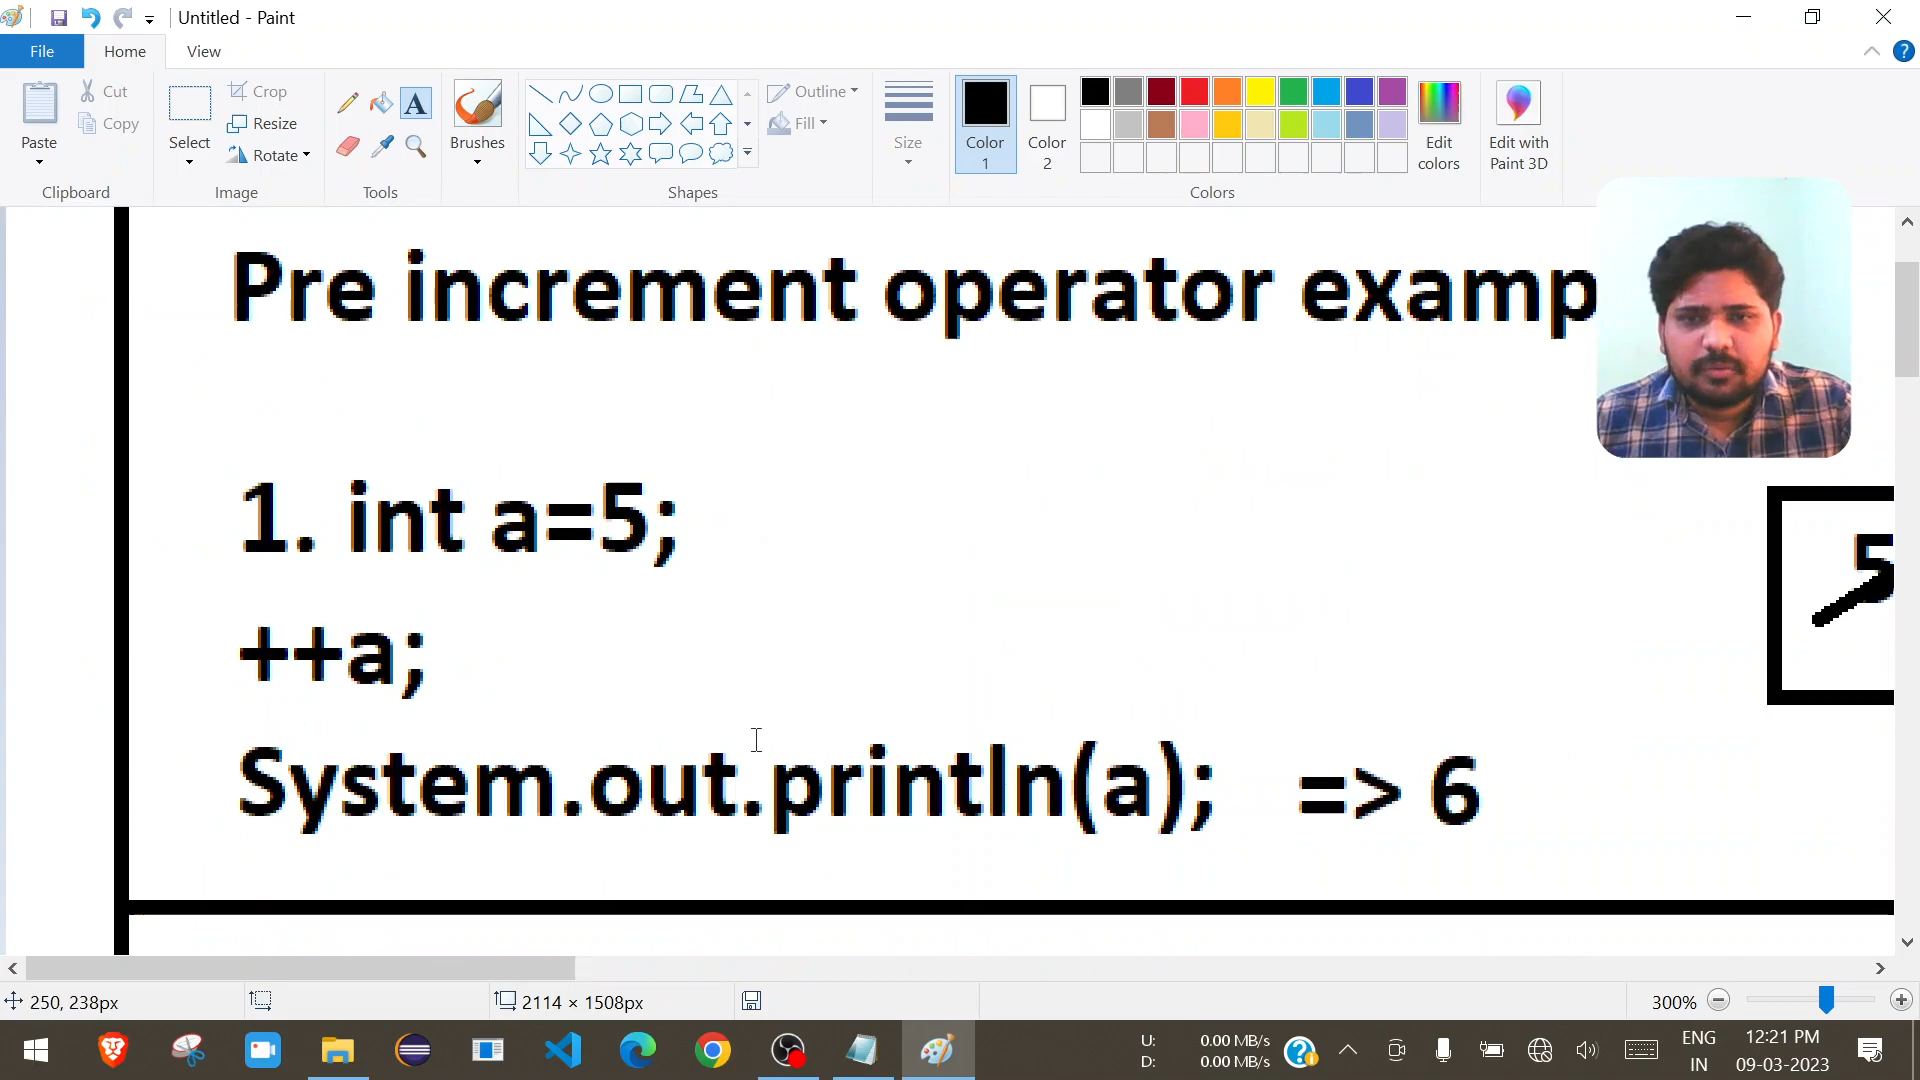 Untitled - Paint
File Home View
Paste
Cut
Copy
Clipboard
Select
Crop
Resize
Rotate
Image
Tools
Brushes
Shapes
Outline
Fill
Size
Color 1
Color 2
Colors
Edit colors
Edit with Paint 3D
Pre increment operator examp
1. int a=5;
5
++a;
System.out.println(a); => 6
250, 238px
2114 × 1508px
300%
U: 0.00 MB/s
D: 0.00 MB/s
ENG
IN
12:21 PM
09-03-2023